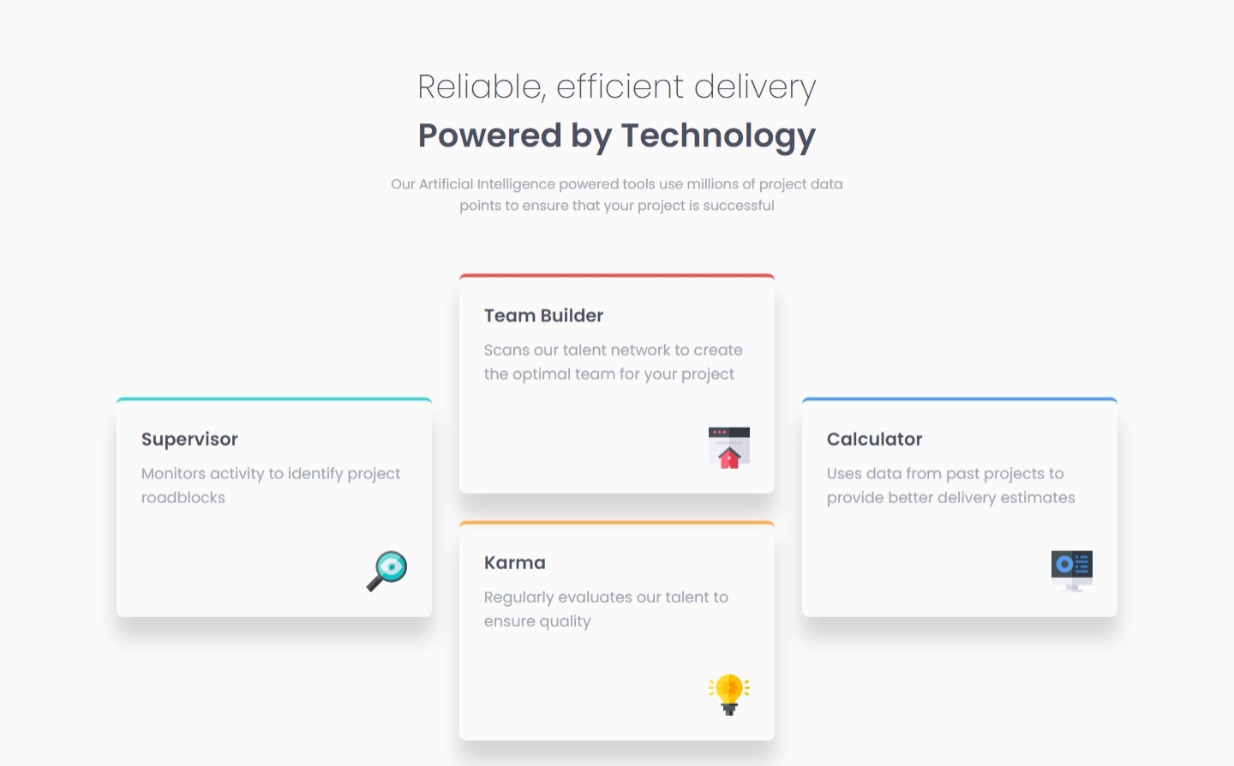 Reliable, efficient delivery
Powered by Technology
Our Artificial Intelligence powered tools use millions of project data
points to ensure that your project is successful
Team Builder
Scans our talent network to create
the optimal team for your project
Supervisor
Monitors activity to identify project
roadblocks
Calculator
Uses data from past projects to
provide better delivery estimates
Karma
Regularly evaluates our talent to
ensure quality